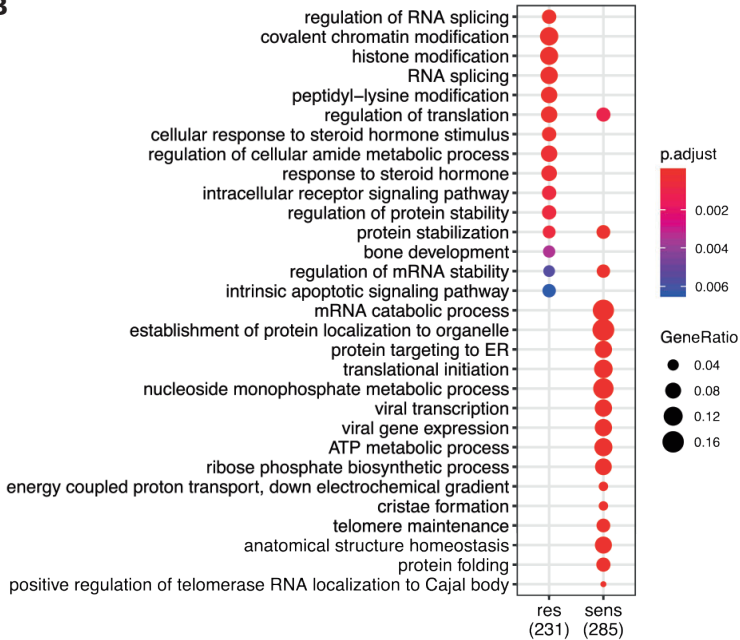 B
regulation of RNA splicing
covalent chromatin modification
histone modification
RNA splicing
peptidyl−lysine modification
regulation of translation
cellular response to steroid hormone stimulus
regulation of cellular amide metabolic process
response to steroid hormone
intracellular receptor signaling pathway
regulation of protein stability
protein stabilization
bone development
regulation of mRNA stability
intrinsic apoptotic signaling pathway
mRNA catabolic process
establishment of protein localization to organelle
protein targeting to ER
translational initiation
nucleoside monophosphate metabolic process
viral transcription
viral gene expression
ATP metabolic process
ribose phosphate biosynthetic process
energy coupled proton transport, down electrochemical gradient
cristae formation
telomere maintenance
anatomical structure homeostasis
protein folding
positive regulation of telomerase RNA localization to Cajal body
res
(231)
sens
(285)
p.adjust
0.002
0.004
0.006
GeneRatio
0.04
0.08
0.12
0.16